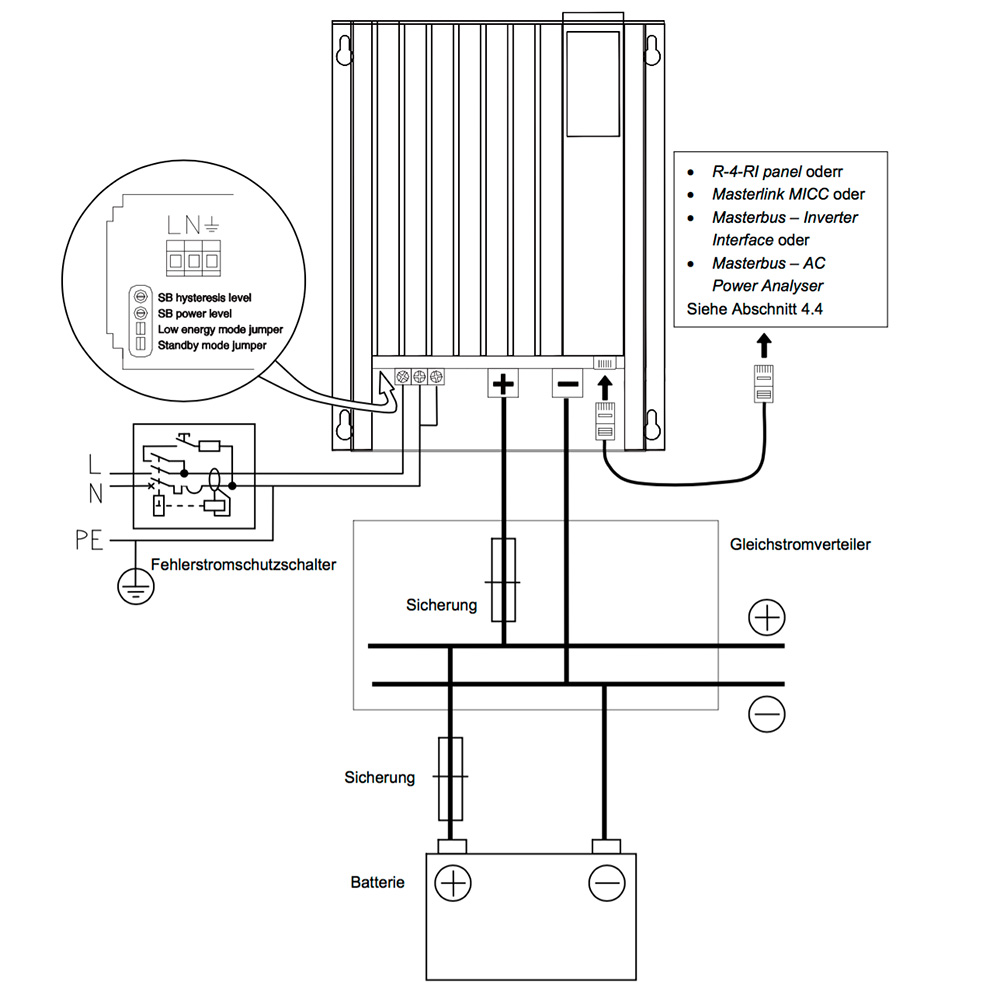 • R-4-RI panel oderr
• Masterlink MICC oder
• Masterbus – Inverter
Interface oder
• Masterbus – AC
Power Analyser
Siehe Abschnitt 4.4
LN
SB hysteresis level
SB power level
Low energy mode jumper
Standby mode jumper
+
−
L
N
PE
Fehlerstromschutzschalter
Gleichstromverteiler
Sicherung
+
−
Sicherung
Batterie
+
−